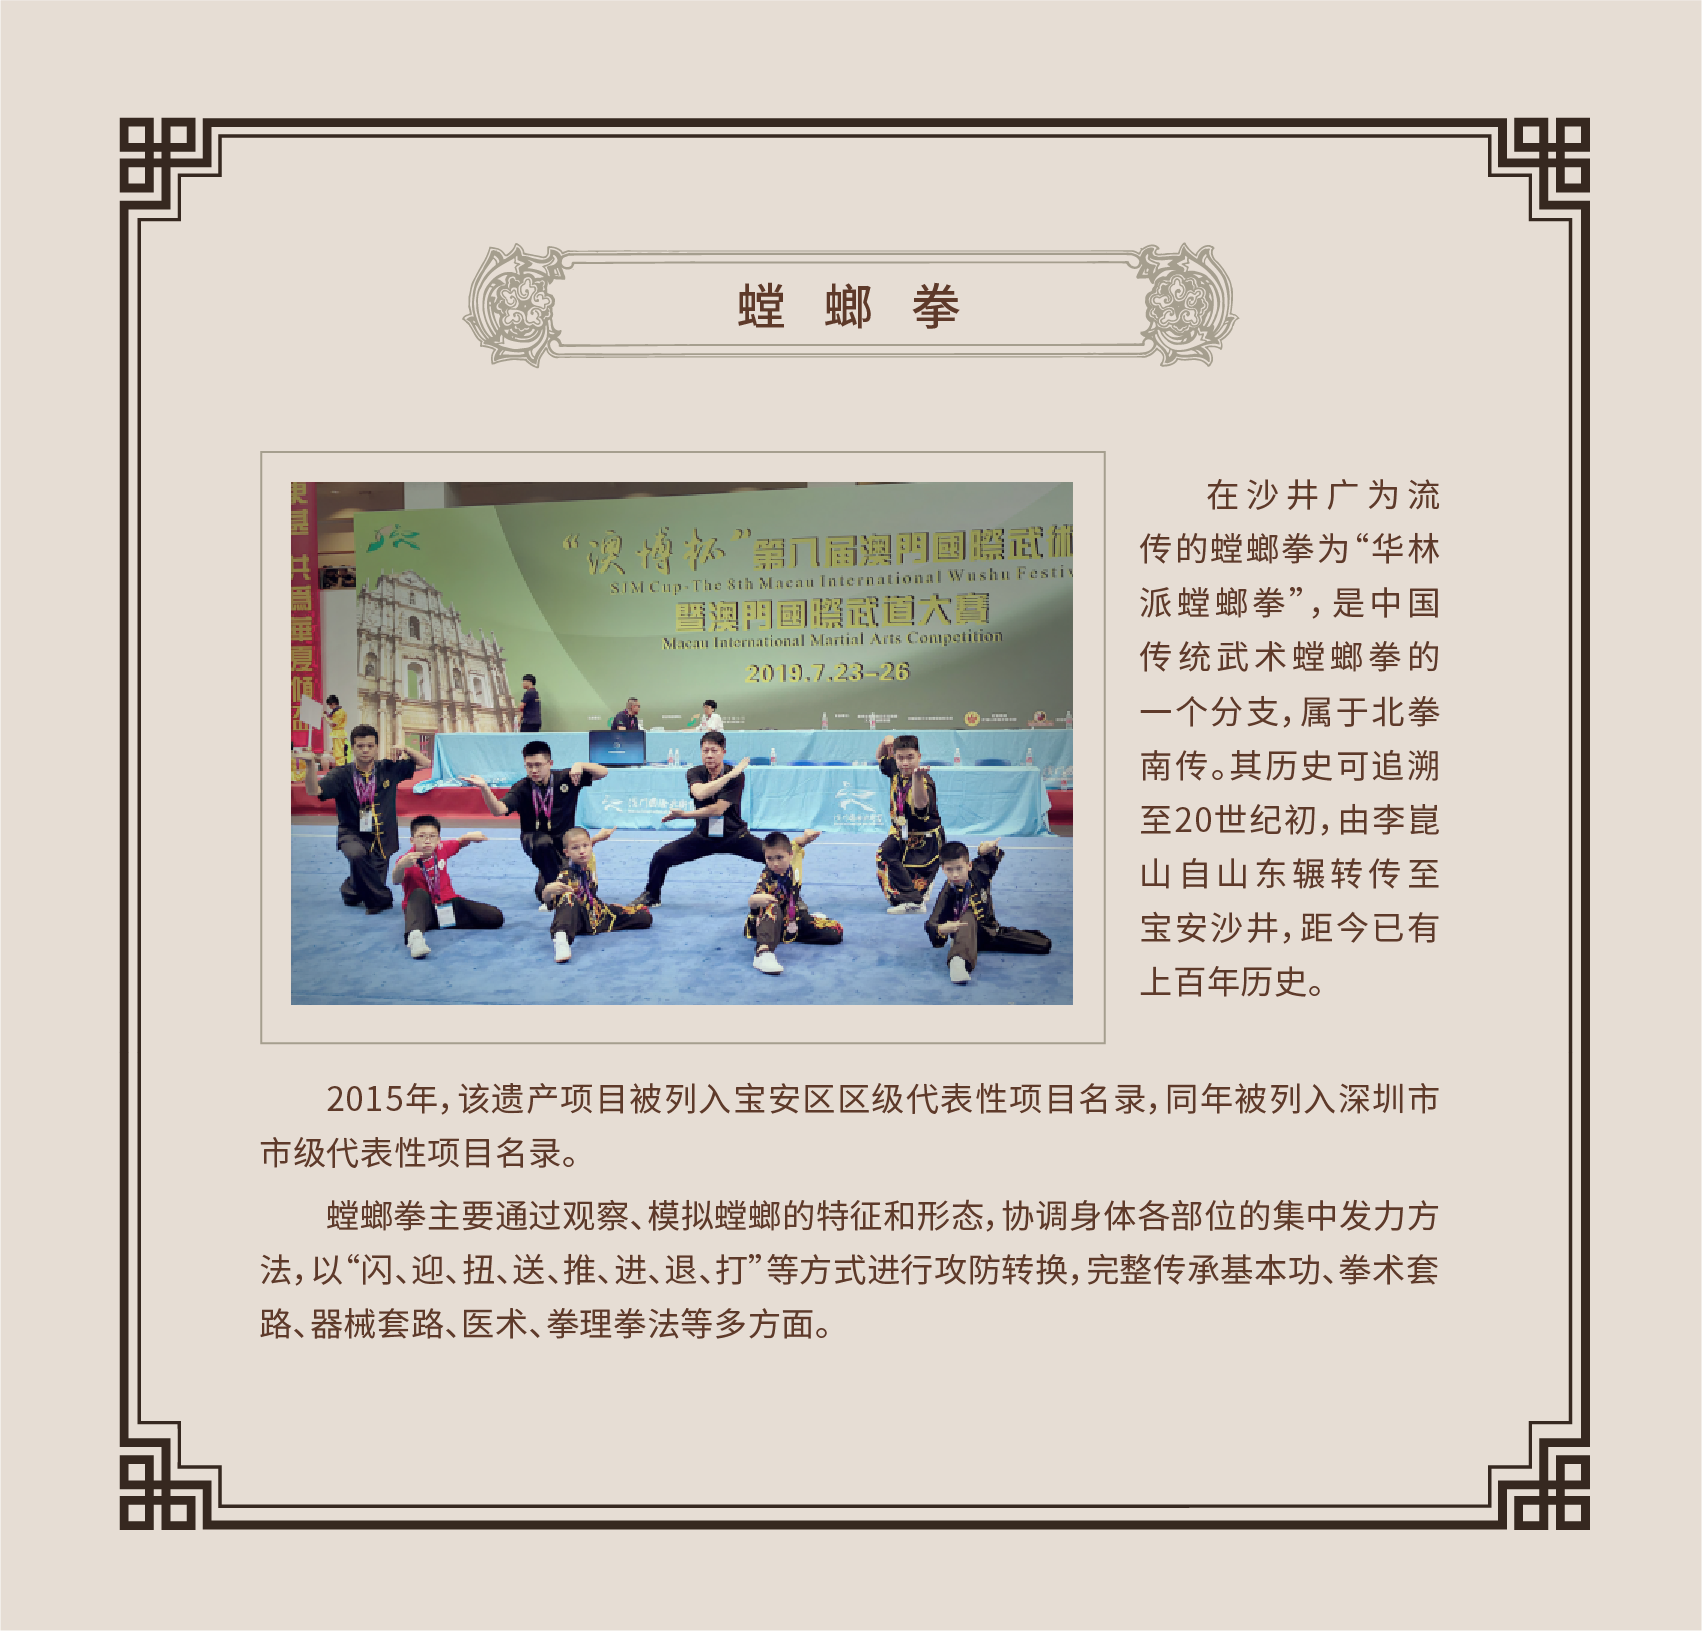 螳螂拳
東基
共圓
“澳博杯”第八届澳門國際武術
SJM Cup-The 8th Macau International Wushu Festiv
暨澳門國際武道大賽
Macau International Martial Arts Competition
2019.7.23-26
在沙井广为流
传的螳螂拳为“华林
派螳螂拳”，是中国
传统武术螳螂拳的
一个分支，属于北拳
南传。其历史可追溯
至20世纪初，由李崑
山自山东辗转传至
宝安沙井，距今已有
上百年历史。
2015年，该遗产项目被列入宝安区区级代表性项目名录，同年被列入深圳市
市级代表性项目名录。
螳螂拳主要通过观察、模拟螳螂的特征和形态，协调身体各部位的集中发力方
法，以“闪、迎、扭、送、推、进、退、打”等方式进行攻防转换，完整传承基本功、拳术套
路、器械套路、医术、拳理拳法等多方面。